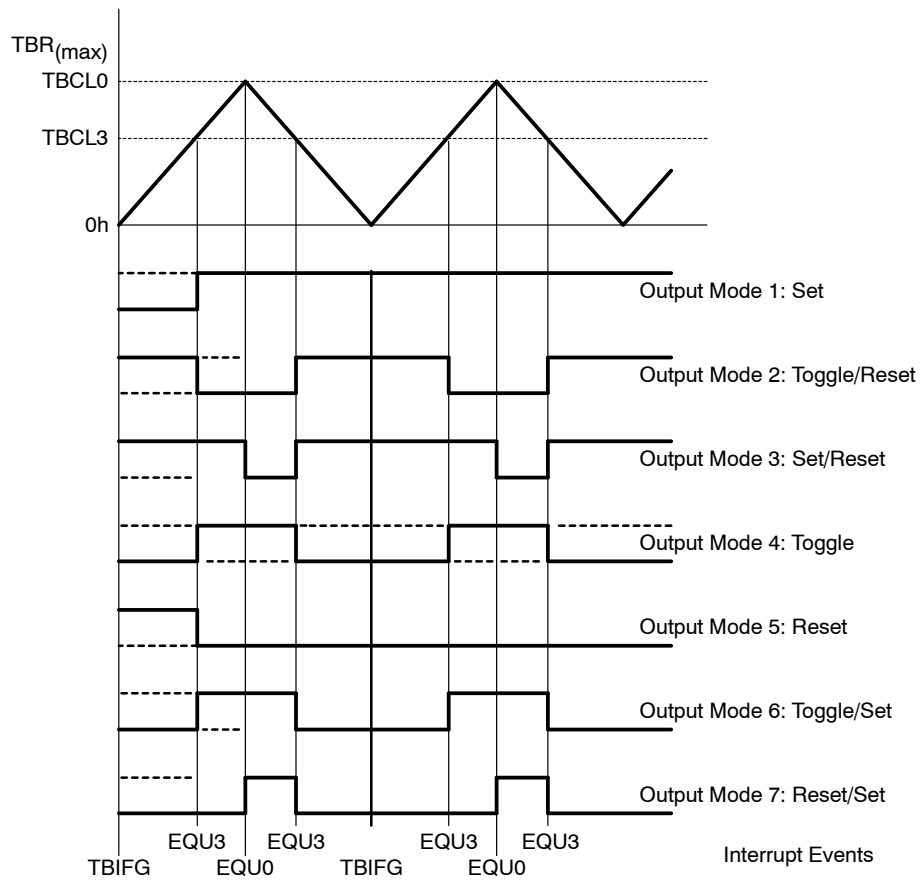 TBR(max)
TBCL0
TBCL3
0h
Output Mode 1: Set
Output Mode 2: Toggle/Reset
Output Mode 3: Set/Reset
Output Mode 4: Toggle
Output Mode 5: Reset
Output Mode 6: Toggle/Set
Output Mode 7: Reset/Set
EQU3 EQU3 EQU3 EQU3
TBIFG EQU0 TBIFG EQU0 Interrupt Events